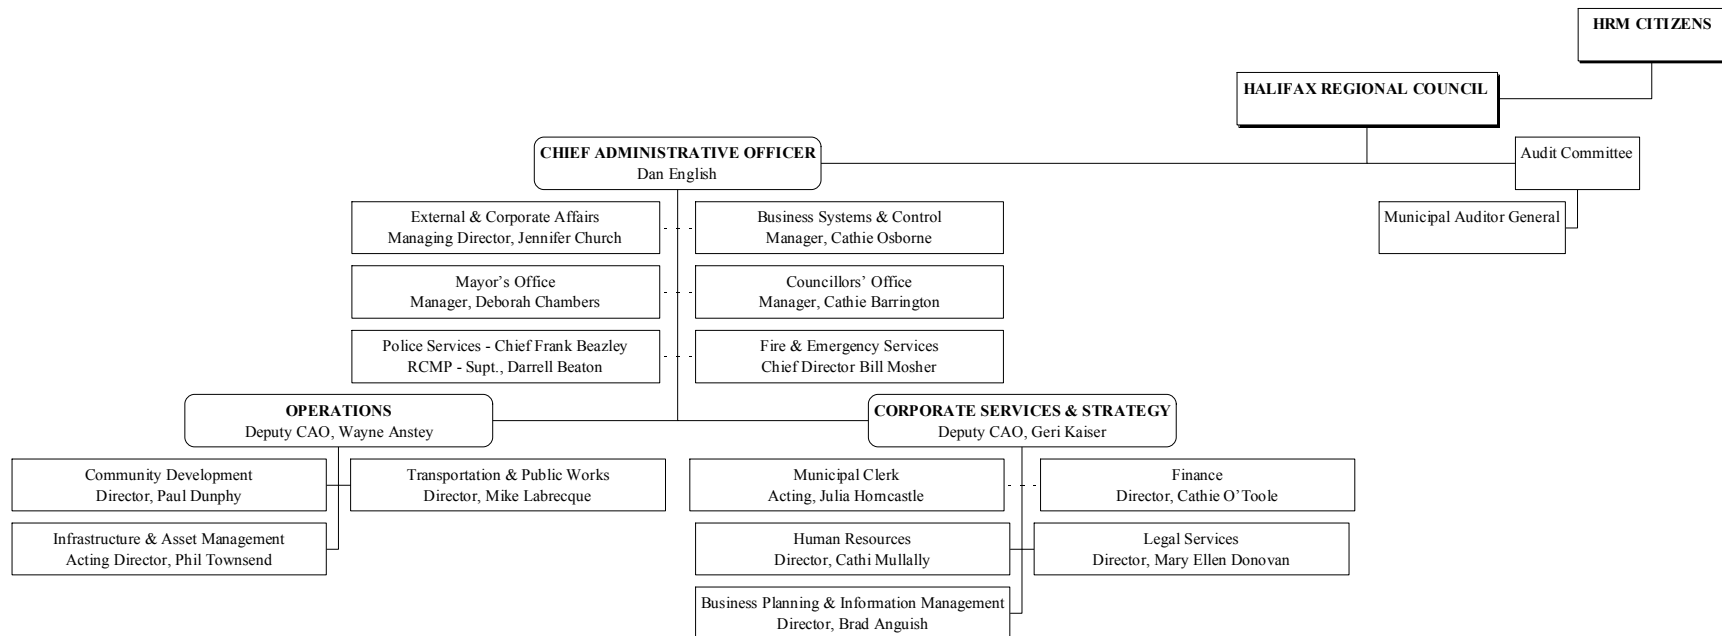 HRM CITIZENS
HALIFAX REGIONAL COUNCIL
CHIEF ADMINISTRATIVE OFFICER
Dan English
Audit Committee
Municipal Auditor General
External & Corporate Affairs
Managing Director, Jennifer Church
Business Systems & Control
Manager, Cathie Osborne
Mayor's Office
Manager, Deborah Chambers
Councillors' Office
Manager, Cathie Barrington
Police Services - Chief Frank Beazley
RCMP - Supt., Darrell Beaton
Fire & Emergency Services
Chief Director Bill Mosher
OPERATIONS
Deputy CAO, Wayne Anstey
CORPORATE SERVICES & STRATEGY
Deputy CAO, Geri Kaiser
Community Development
Director, Paul Dunphy
Transportation & Public Works
Director, Mike Labrecque
Infrastructure & Asset Management
Acting Director, Phil Townsend
Municipal Clerk
Acting, Julia Horncastle
Finance
Director, Cathie O'Toole
Human Resources
Director, Cathi Mullally
Legal Services
Director, Mary Ellen Donovan
Business Planning & Information Management
Director, Brad Anguish